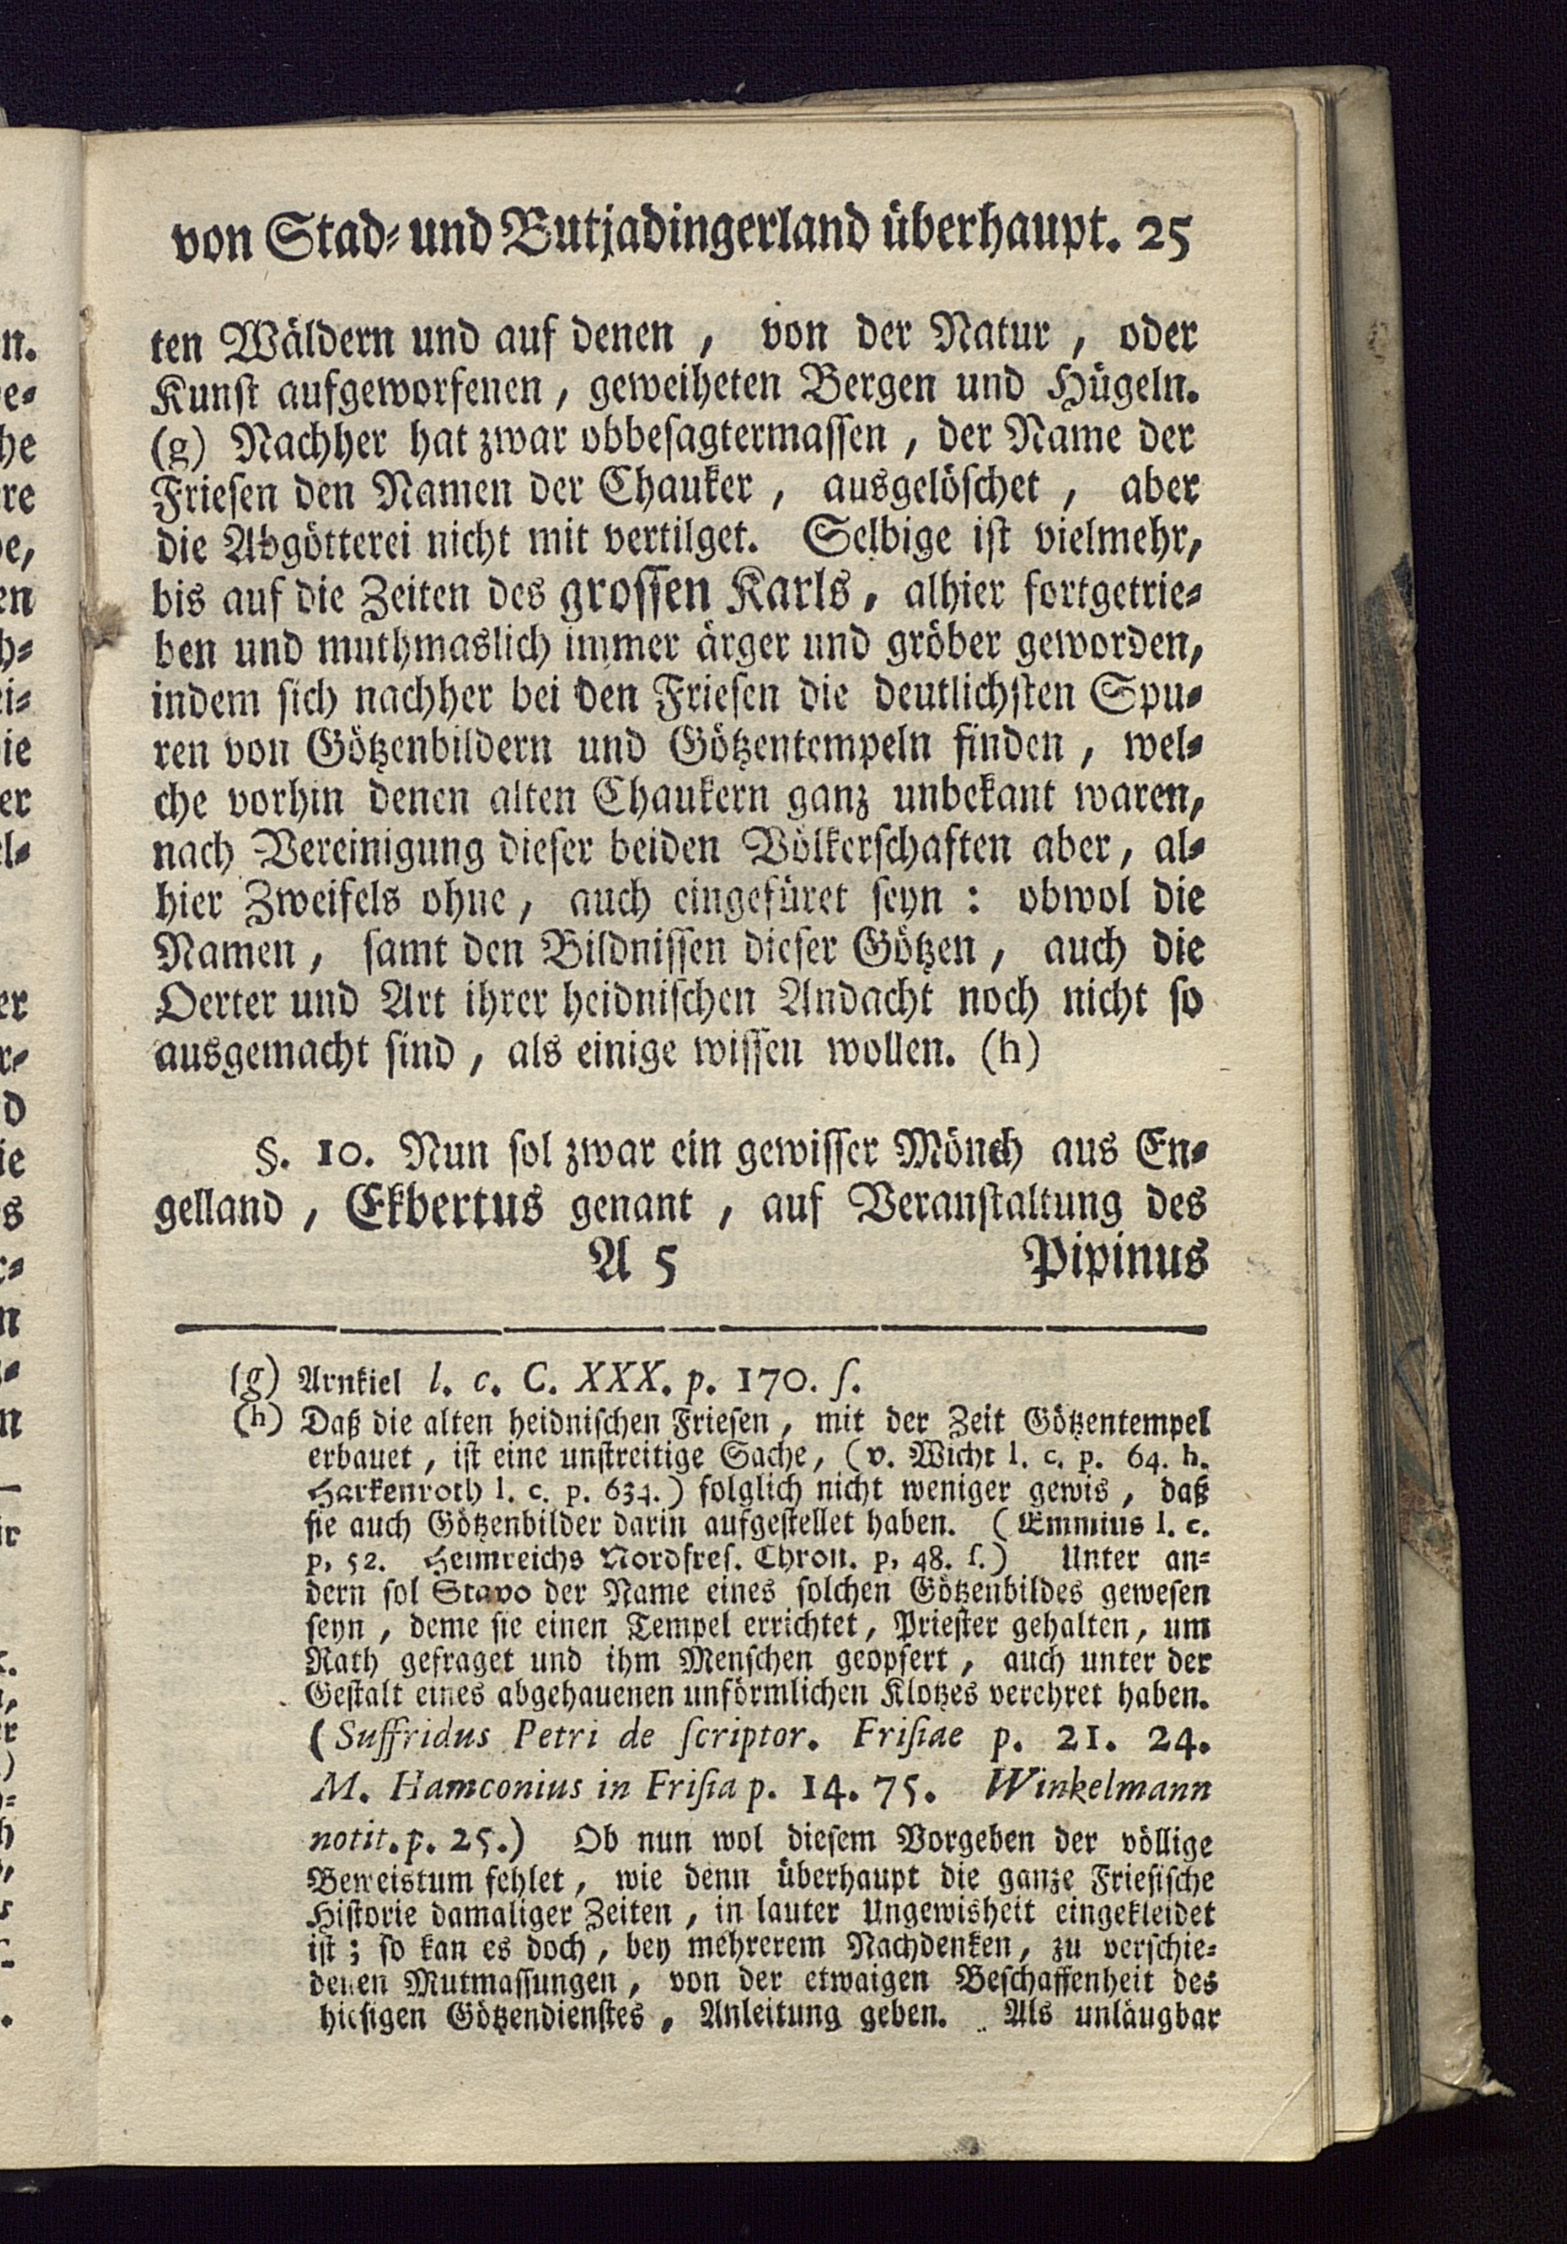 von Stad- und Butjadingerland überhaupt. 25
ten Wäldern und auf denen, von der Natur, oder
Kunst aufgeworfenen, geweiheten Bergen und Hügeln.
(g) Nachher hat zwar obbesagtermassen, der Name der
Friesen den Namen der Chauker, ausgelöschet, aber
die Abgötterei nicht mit vertilget. Selbige ist vielmehr,
bis auf die Zeiten des grossen Karls, alhier fortgetrie-
ben und muthmaslich immer ärger und gröber geworden,
indem sich nachher bei den Friesen die deutlichsten Spu-
ren von Götzenbildern und Götzentempeln finden, wel-
che vorhin denen alten Chaukern ganz unbekant waren,
nach Vereinigung dieser beiden Völkerschaften aber, al-
hier Zweifels ohne, auch eingefüret seyn: obwol die
Namen, samt den Bildnissen dieser Götzen, auch die
Oerter und Art ihrer heidnischen Andacht noch nicht so
ausgemacht sind, als einige wissen wollen. (h)
§. 10. Nun sol zwar ein gewisser Mönch aus En-
gelland, Ekbertus genant, auf Veranstaltung des
A 5 Pipinus
(g) Arnkiel l. c. C. XXX. p. 170. ſ.
(h) Daß die alten heidnischen Friesen, mit der Zeit Götzentempel
erbauet, ist eine unstreitige Sache, (v. Wicht l. c. p. 64. h.
Harkenroth l. c. p. 634.) folglich nicht weniger gewis, daß
sie auch Götzenbilder darin aufgestellet haben. (Emmius l. c.
p. 52. Heimreichs Nordfres. Chron. p. 48. ſ.) Unter an-
dern sol Stavo der Name eines solchen Götzenbildes gewesen
seyn, deme sie einen Tempel errichtet, Priester gehalten, um
Rath gefraget und ihm Menschen geopfert, auch unter der
Gestalt eines abgehauenen unförmlichen Klotzes verehret haben.
(Suffridus Petri de ſcriptor. Friſiae p. 21. 24.
M. Hamconius in Friſia p. 14. 75. Winkelmann
notit. p. 25.) Ob nun wol diesem Vorgeben der völlige
Beweistum fehlet, wie denn überhaupt die ganze Friesische
Historie damaliger Zeiten, in lauter Ungewisheit eingekleidet
ist; so kan es doch, bey mehrerem Nachdenken, zu verschie-
denen Mutmassungen, von der etwaigen Beschaffenheit des
hiesigen Götzendienstes, Anleitung geben. Als unläugbar